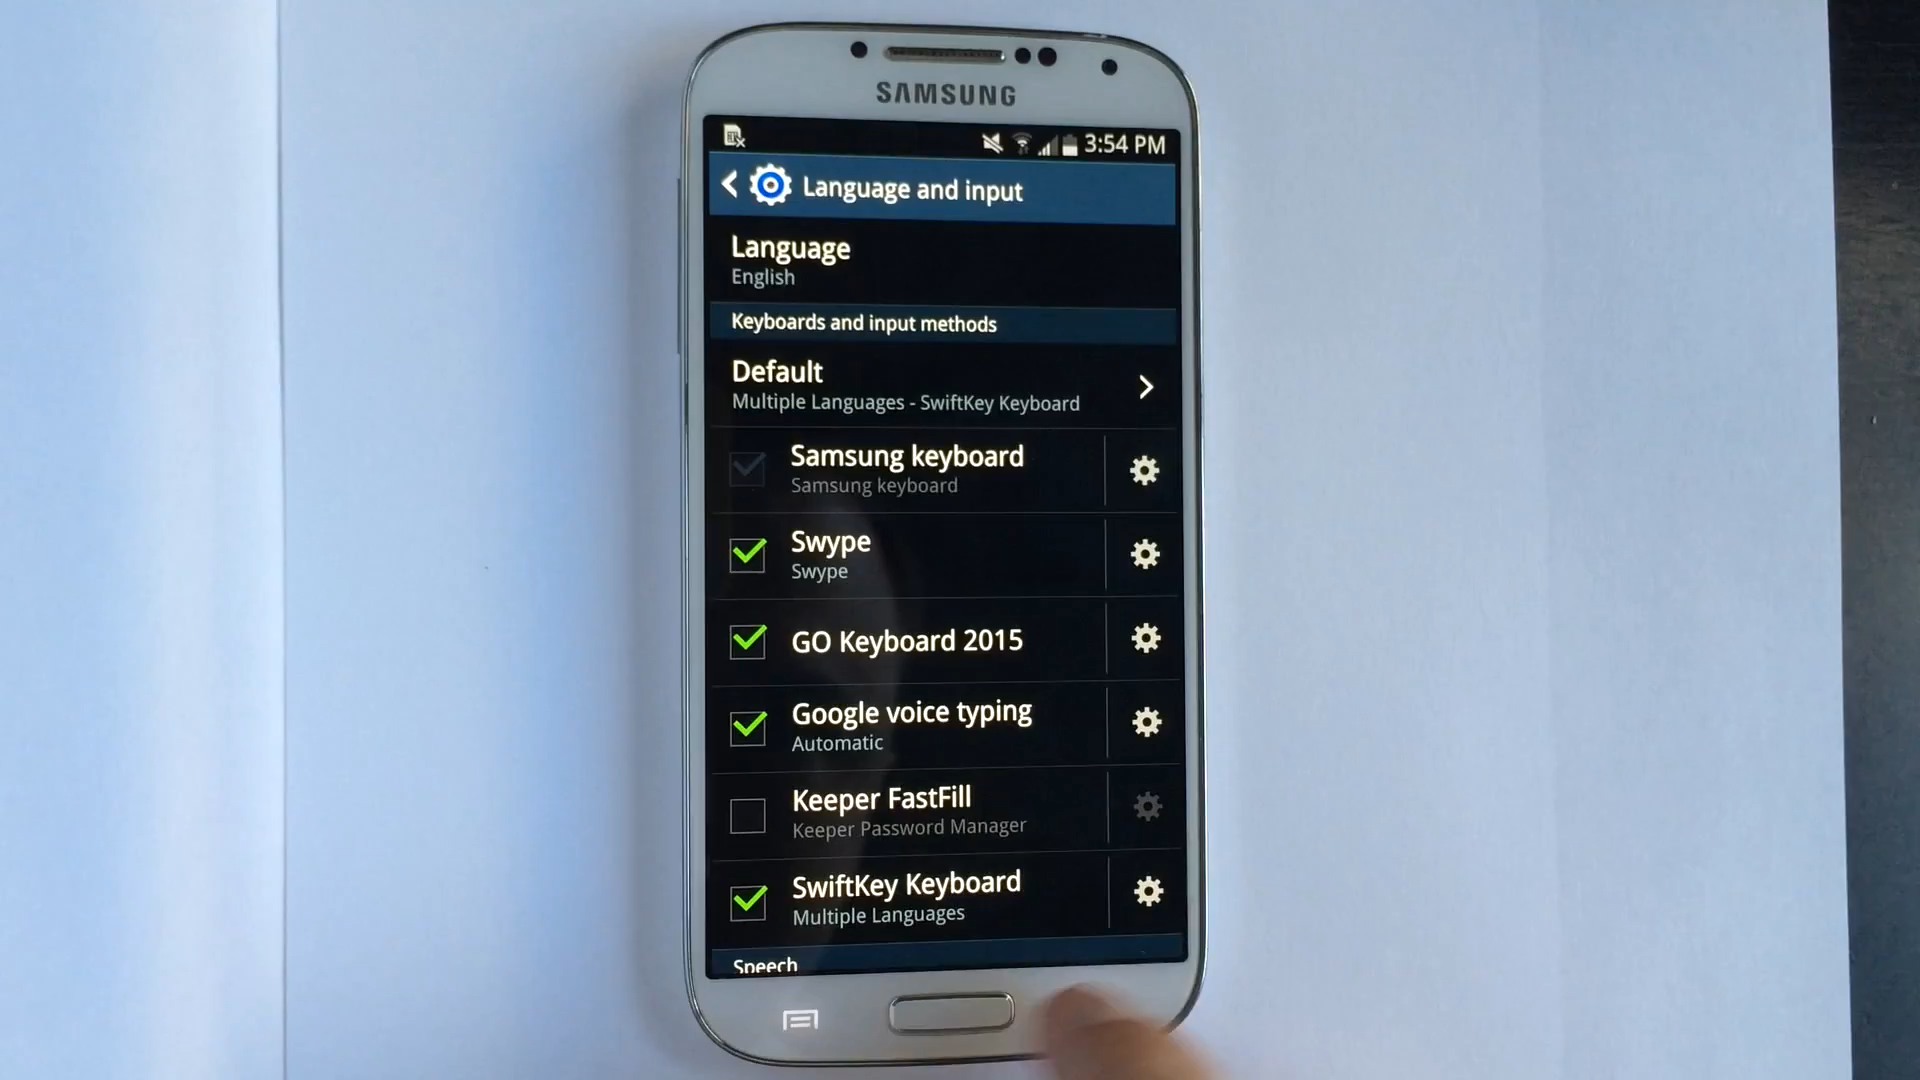 SAMSUNG
3:54 PM
Language and input
Language
English
Keyboards and input methods
Default
Multiple Languages - SwiftKey Keyboard
Samsung keyboard
Samsung keyboard
Swype
Swype
GO Keyboard 2015
Google voice typing
Automatic
Keeper FastFill
Keeper Password Manager
SwiftKey Keyboard
Multiple Languages
Speech